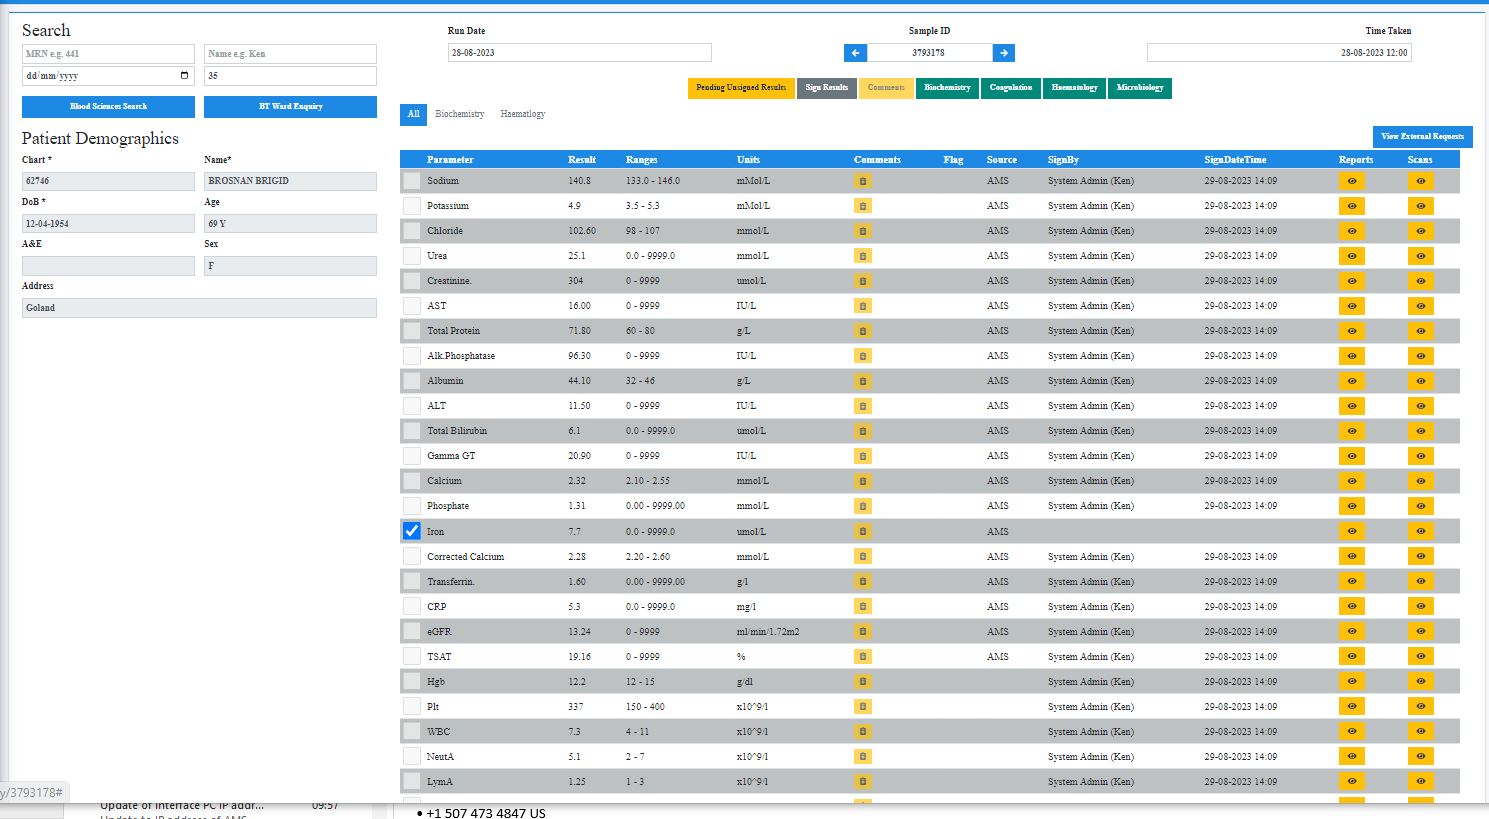 Search
MRN e.g. 441 Name e.g. Ken
dd/mm/yyyy 35
Blood Sciences Search BT Ward Enquiry
Patient Demographics
Chart * Name*
62746 BROSNAN BRIGID
DoB * Age
12-04-1954 69 Y
A&E Sex
F
Address
Goland
Run Date Sample ID Time Taken
28-08-2023 3793178 28-08-2023 12:00
Pending Unsigned Results Sign Results Comments Biochemistry Coagulation Haematology Microbiology
All Biochemistry Haematlogy
View External Requests
Parameter Result Ranges Units Comments Flag Source SignBy SignDateTime Reports Scans
Sodium 140.8 133.0 - 146.0 mMol/L AMS System Admin (Ken) 29-08-2023 14:09
Potassium 4.9 3.5 - 5.3 mMol/L AMS System Admin (Ken) 29-08-2023 14:09
Chloride 102.60 98 - 107 mmol/L AMS System Admin (Ken) 29-08-2023 14:09
Urea 25.1 0.0 - 9999.0 mmol/L AMS System Admin (Ken) 29-08-2023 14:09
Creatinine. 304 0 - 9999 umol/L AMS System Admin (Ken) 29-08-2023 14:09
AST 16.00 0 - 9999 IU/L AMS System Admin (Ken) 29-08-2023 14:09
Total Protein 71.80 60 - 80 g/L AMS System Admin (Ken) 29-08-2023 14:09
Alk.Phosphatase 96.30 0 - 9999 IU/L AMS System Admin (Ken) 29-08-2023 14:09
Albumin 44.10 32 - 46 g/L AMS System Admin (Ken) 29-08-2023 14:09
ALT 11.50 0 - 9999 IU/L AMS System Admin (Ken) 29-08-2023 14:09
Total Bilirubin 6.1 0.0 - 9999.0 umol/L AMS System Admin (Ken) 29-08-2023 14:09
Gamma GT 20.90 0 - 9999 IU/L AMS System Admin (Ken) 29-08-2023 14:09
Calcium 2.32 2.10 - 2.55 mmol/L AMS System Admin (Ken) 29-08-2023 14:09
Phosphate 1.31 0.00 - 9999.00 mmol/L AMS System Admin (Ken) 29-08-2023 14:09
Iron 7.7 0.0 - 9999.0 umol/L AMS
Corrected Calcium 2.28 2.20 - 2.60 mmol/L AMS System Admin (Ken) 29-08-2023 14:09
Transferrin. 1.60 0.00 - 9999.00 g/l AMS System Admin (Ken) 29-08-2023 14:09
CRP 5.3 0.0 - 9999.0 mg/l AMS System Admin (Ken) 29-08-2023 14:09
eGFR 13.24 0 - 9999 ml/min/1.72m2 AMS System Admin (Ken) 29-08-2023 14:09
TSAT 19.16 0 - 9999 % AMS System Admin (Ken) 29-08-2023 14:09
Hgb 12.2 12 - 15 g/dl System Admin (Ken) 29-08-2023 14:09
Plt 337 150 - 400 x10^9/l System Admin (Ken) 29-08-2023 14:09
WBC 7.3 4 - 11 x10^9/l System Admin (Ken) 29-08-2023 14:09
NeutA 5.1 2 - 7 x10^9/l System Admin (Ken) 29-08-2023 14:09
LymA 1.25 1 - 3 x10^9/l System Admin (Ken) 29-08-2023 14:09
y/3793178#
Update of Interface PC IP addr... 09:57
Update to IP address of AMS
• +1 507 473 4847 US